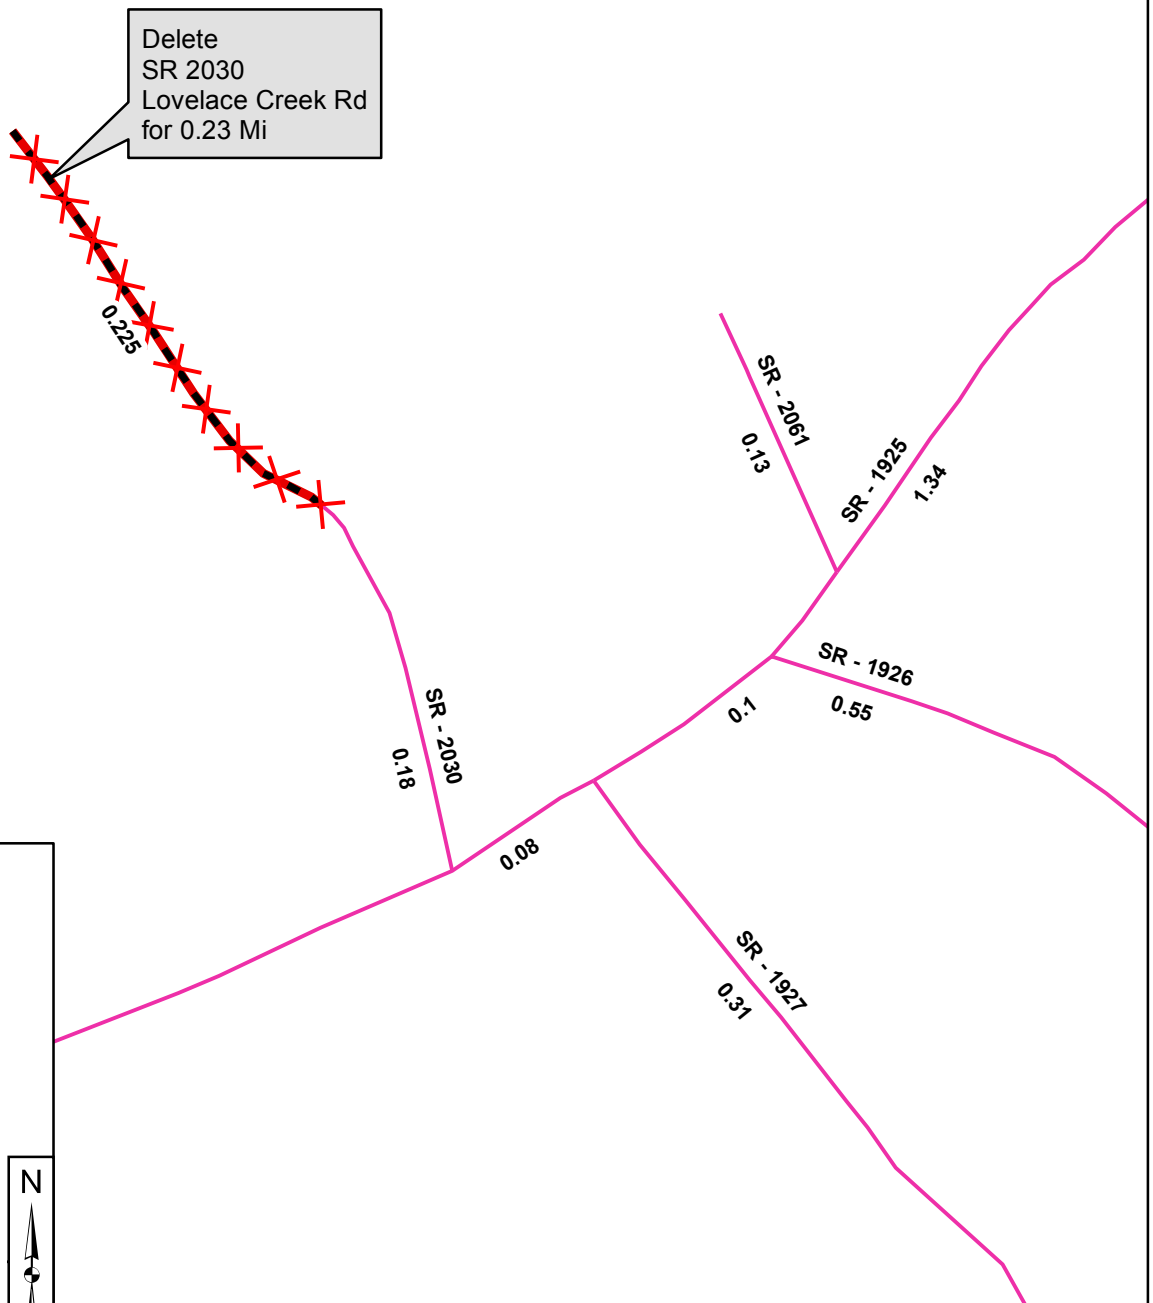 Delete
SR 2030
Lovelace Creek Rd
for 0.23 Mi
0.225
SR - 2061
0.13
SR - 1925
1.34
SR - 1926
0.55
0.1
SR - 2030
0.18
0.08
SR - 1927
0.31
N